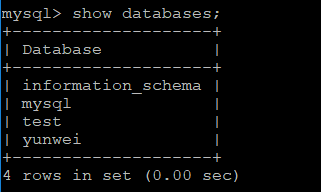 mysql> show databases;
+--------------------+
| Database           |
+--------------------+
| information_schema |
| mysql              |
| test               |
| yunwei             |
+--------------------+
4 rows in set (0.00 sec)